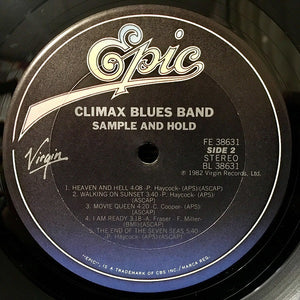 Epic
CLIMAX BLUES BAND
SAMPLE AND HOLD
FE 38631
SIDE 2
STEREO
BL 38631
Virgin
℗ 1982 Virgin Records, Ltd.
1. HEAVEN AND HELL 4:08 -P. Haycock- (APS)(ASCAP)
2. WALKING ON SUNSET 3:40 -P. Haycock- (APS)
(ASCAP)
3. MOVIE QUEEN 4:20 -C. Cooper- (APS)(ASCAP)
4. I AM READY 3:18 -A. Fraser - F. Miller-
(BMI)(ASCAP)
5. THE END OF THE SEVEN SEAS 5:40
-P. Haycock- (APS)(ASCAP)
"EPIC", IS A TRADEMARK OF CBS INC./MARCA REG.